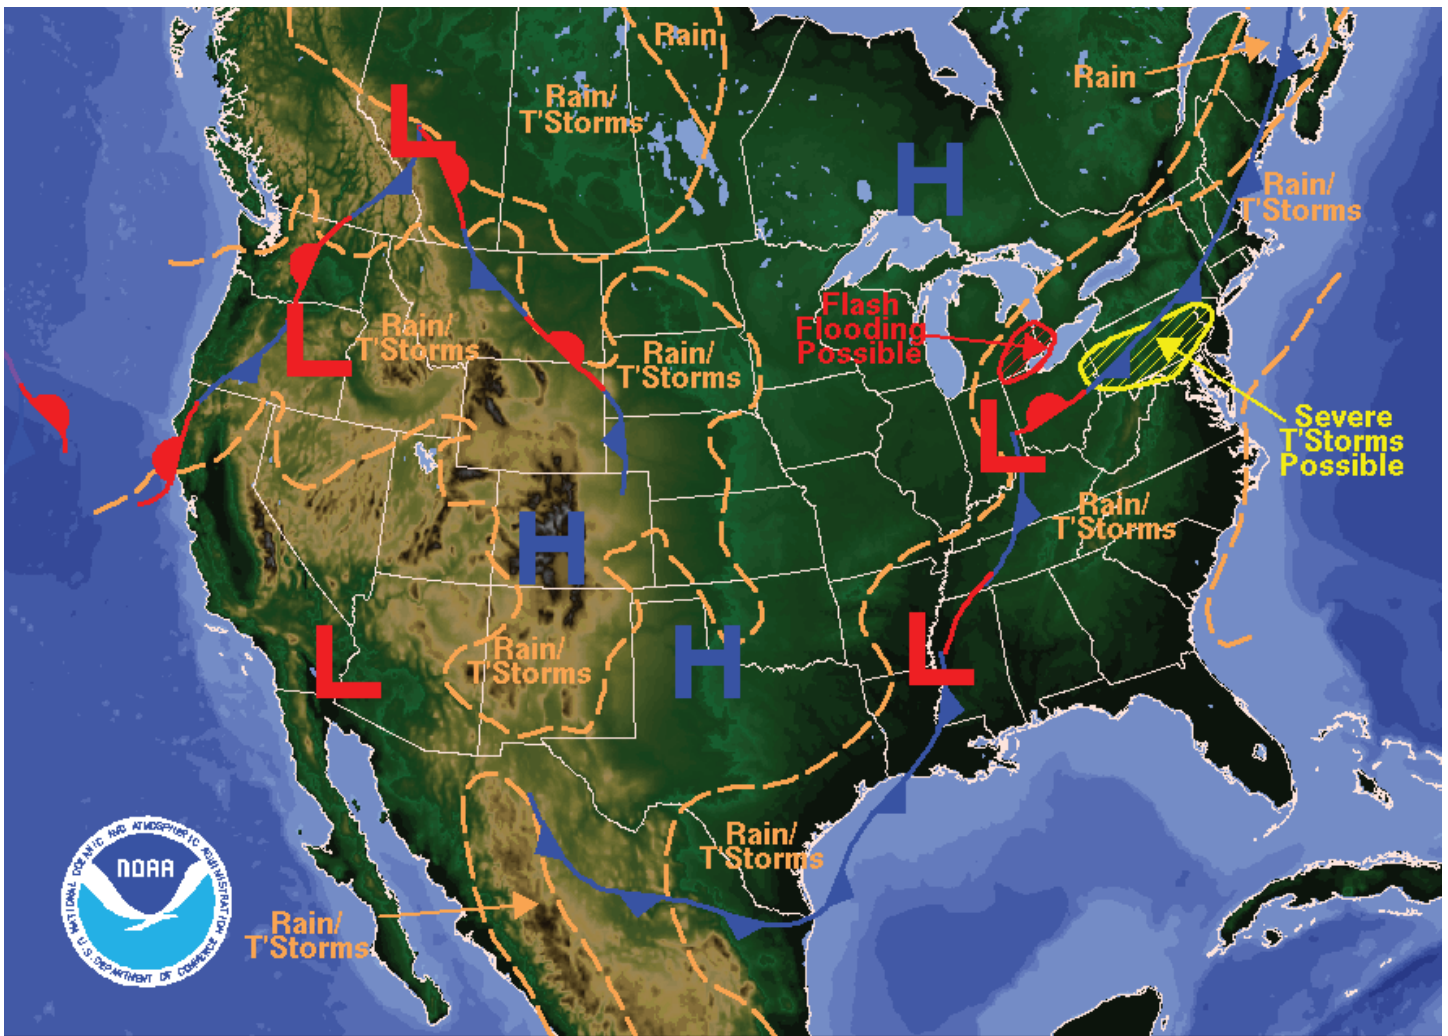 Rain
Rain
Rain/
T'Storms
L
H
Rain/
T'Storms
Flash
Flooding
Possible
L
Rain/
T'Storms
Rain/
T'Storms
Severe
T'Storms
Possible
L
Rain/
T'Storms
H
L
Rain/
T'Storms
H
L
Rain/
T'Storms
Rain/
T'Storms
NATIONAL OCEANIC AND ATMOSPHERIC ADMINISTRATION
NOAA
U.S. DEPARTMENT OF COMMERCE